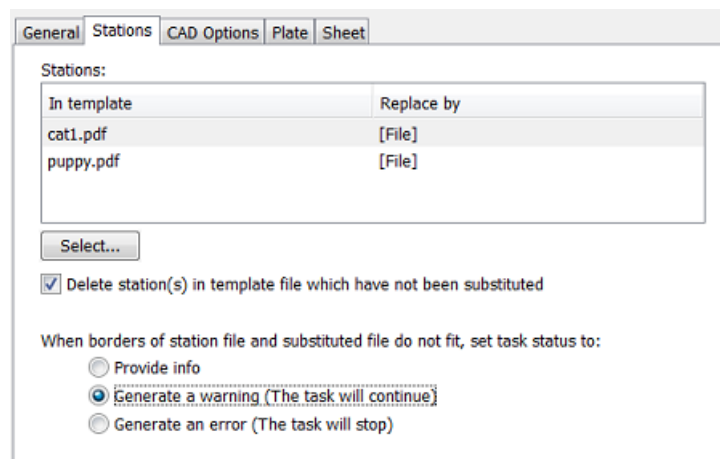 General Stations CAD Options Plate Sheet
Stations:
In template Replace by
cat1.pdf [File]
puppy.pdf [File]
Select...
Delete station(s) in template file which have not been substituted
When borders of station file and substituted file do not fit, set task status to:
Provide info
Generate a warning (The task will continue)
Generate an error (The task will stop)